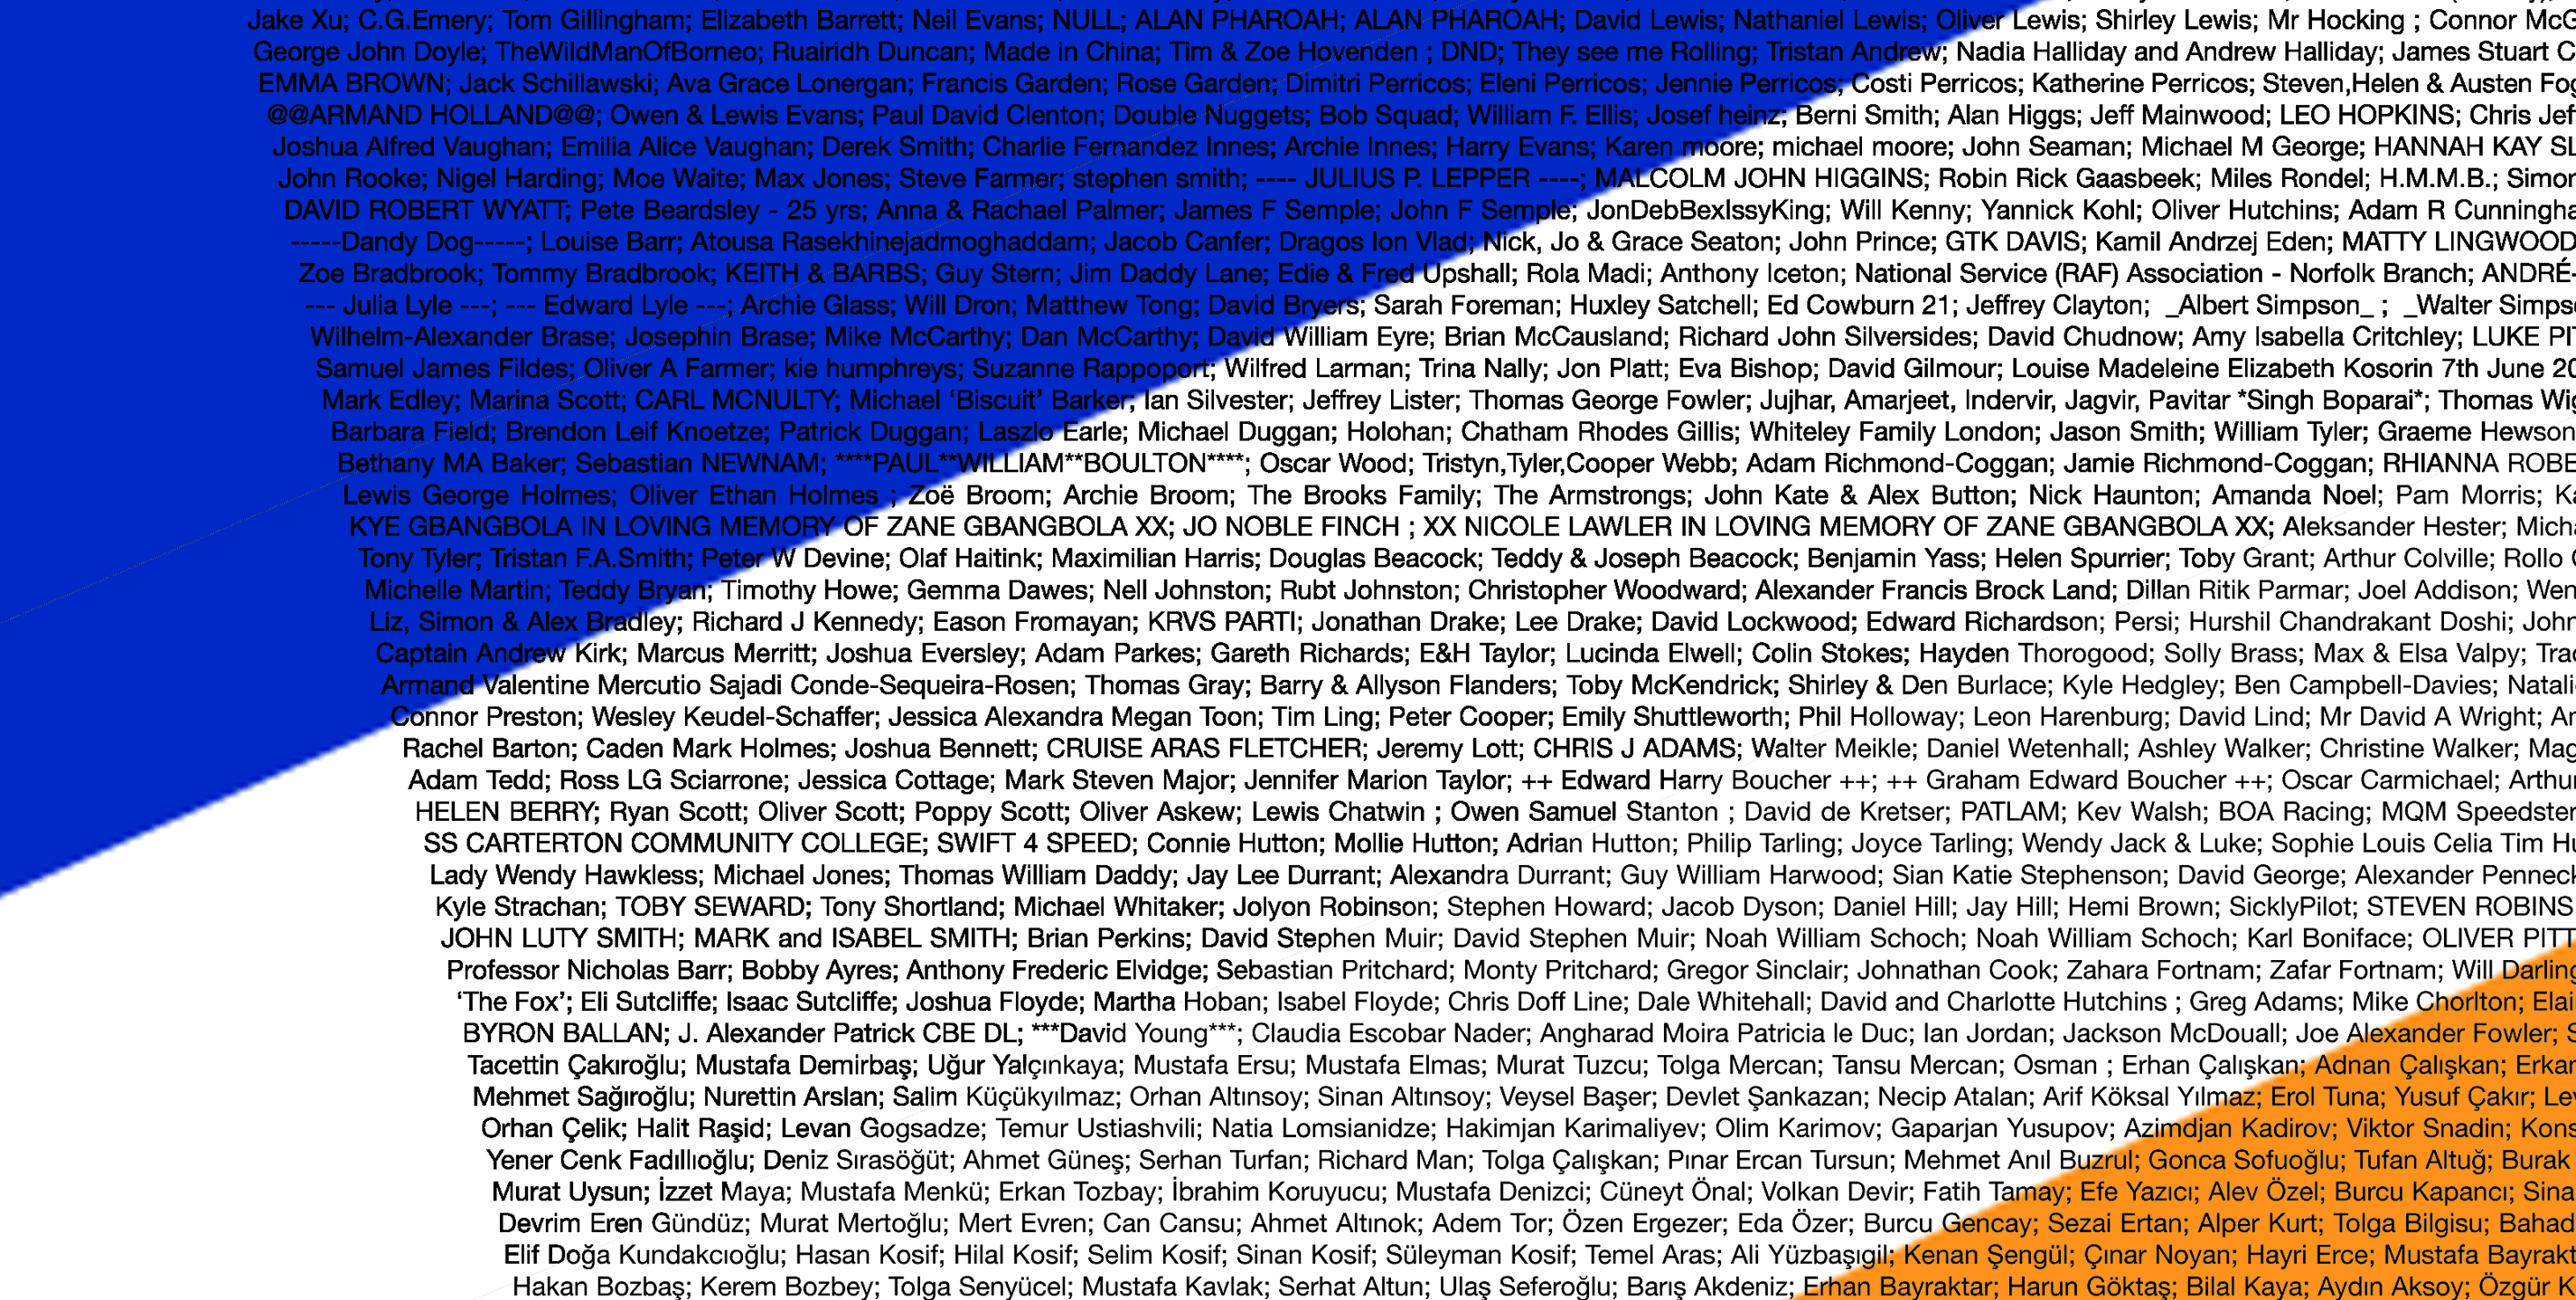 Jake Xu; C.G.Emery; Tom Gillingham; Elizabeth Barrett; Neil Evans; NULL; ALAN PHAROAH; ALAN PHAROAH; David Lewis; Nathaniel Lewis; Oliver Lewis; Shirley Lewis; Mr Hocking ; Connor McG
George John Doyle; TheWildManOfBorneo; Ruairidh Duncan; Made in China; Tim & Zoe Hovenden ; DND; They see me Rolling; Tristan Andrew; Nadia Halliday and Andrew Halliday; James Stuart C
EMMA BROWN; Jack Schillawski; Ava Grace Lonergan; Francis Garden; Rose Garden; Dimitri Perricos; Eleni Perricos; Jennie Perricos; Costi Perricos; Katherine Perricos; Steven,Helen & Austen Fog
@@ARMAND HOLLAND@@; Owen & Lewis Evans; Paul David Clenton; Double Nuggets; Bob Squad; William F. Ellis; Josef heinz; Berni Smith; Alan Higgs; Jeff Mainwood; LEO HOPKINS; Chris Jeff
Joshua Alfred Vaughan; Emilia Alice Vaughan; Derek Smith; Charlie Fernandez Innes; Archie Innes; Harry Evans; Karen moore; michael moore; John Seaman; Michael M George; HANNAH KAY SL
John Rooke; Nigel Harding; Moe Waite; Max Jones; Steve Farmer; stephen smith; ---- JULIUS P. LEPPER ----; MALCOLM JOHN HIGGINS; Robin Rick Gaasbeek; Miles Rondel; H.M.M.B.; Simon
DAVID ROBERT WYATT; Pete Beardsley - 25 yrs; Anna & Rachael Palmer; James F Semple; John F Semple; JonDebBexIssyKing; Will Kenny; Yannick Kohl; Oliver Hutchins; Adam R Cunningha
-----Dandy Dog-----; Louise Barr; Atousa Rasekhinejadmoghaddam; Jacob Canfer; Dragos Ion Vlad; Nick, Jo & Grace Seaton; John Prince; GTK DAVIS; Kamil Andrzej Eden; MATTY LINGWOOD
Zoe Bradbrook; Tommy Bradbrook; KEITH & BARBS; Guy Stern; Jim Daddy Lane; Edie & Fred Upshall; Rola Madi; Anthony Iceton; National Service (RAF) Association - Norfolk Branch; ANDRÉ-
--- Julia Lyle ---; --- Edward Lyle ---; Archie Glass; Will Dron; Matthew Tong; David Bryers; Sarah Foreman; Huxley Satchell; Ed Cowburn 21; Jeffrey Clayton; _Albert Simpson_ ; _Walter Simps
Wilhelm-Alexander Brase; Josephin Brase; Mike McCarthy; Dan McCarthy; David William Eyre; Brian McCausland; Richard John Silversides; David Chudnow; Amy Isabella Critchley; LUKE PI
Samuel James Fildes; Oliver A Farmer; kie humphreys; Suzanne Rappoport; Wilfred Larman; Trina Nally; Jon Platt; Eva Bishop; David Gilmour; Louise Madeleine Elizabeth Kosorin 7th June 20
Mark Edley; Marina Scott; CARL MCNULTY; Michael ‘Biscuit’ Barker; Ian Silvester; Jeffrey Lister; Thomas George Fowler; Jujhar, Amarjeet, Indervir, Jagvir, Pavitar *Singh Boparai*; Thomas Wig
Barbara Field; Brendon Leif Knoetze; Patrick Duggan; Laszlo Earle; Michael Duggan; Holohan; Chatham Rhodes Gillis; Whiteley Family London; Jason Smith; William Tyler; Graeme Hewson
Bethany MA Baker; Sebastian NEWNAM; ****PAUL**WILLIAM**BOULTON****; Oscar Wood; Tristyn,Tyler,Cooper Webb; Adam Richmond-Coggan; Jamie Richmond-Coggan; RHIANNA ROBE
Lewis George Holmes; Oliver Ethan Holmes ; Zoë Broom; Archie Broom; The Brooks Family; The Armstrongs; John Kate & Alex Button; Nick Haunton; Amanda Noel; Pam Morris; Ka
KYE GBANGBOLA IN LOVING MEMORY OF ZANE GBANGBOLA XX; JO NOBLE FINCH ; XX NICOLE LAWLER IN LOVING MEMORY OF ZANE GBANGBOLA XX; Aleksander Hester; Micha
Tony Tyler; Tristan F.A.Smith; Peter W Devine; Olaf Haitink; Maximilian Harris; Douglas Beacock; Teddy & Joseph Beacock; Benjamin Yass; Helen Spurrier; Toby Grant; Arthur Colville; Rollo
Michelle Martin; Teddy Bryan; Timothy Howe; Gemma Dawes; Nell Johnston; Rubt Johnston; Christopher Woodward; Alexander Francis Brock Land; Dillan Ritik Parmar; Joel Addison; Wen
Liz, Simon & Alex Bradley; Richard J Kennedy; Eason Fromayan; KRVS PARTI; Jonathan Drake; Lee Drake; David Lockwood; Edward Richardson; Persi; Hurshil Chandrakant Doshi; John
Captain Andrew Kirk; Marcus Merritt; Joshua Eversley; Adam Parkes; Gareth Richards; E&H Taylor; Lucinda Elwell; Colin Stokes; Hayden Thorogood; Solly Brass; Max & Elsa Valpy; Trac
Armand Valentine Mercutio Sajadi Conde-Sequeira-Rosen; Thomas Gray; Barry & Allyson Flanders; Toby McKendrick; Shirley & Den Burlace; Kyle Hedgley; Ben Campbell-Davies; Natali
Connor Preston; Wesley Keudel-Schaffer; Jessica Alexandra Megan Toon; Tim Ling; Peter Cooper; Emily Shuttleworth; Phil Holloway; Leon Harenburg; David Lind; Mr David A Wright; An
Rachel Barton; Caden Mark Holmes; Joshua Bennett; CRUISE ARAS FLETCHER; Jeremy Lott; CHRIS J ADAMS; Walter Meikle; Daniel Wetenhall; Ashley Walker; Christine Walker; Mag
Adam Tedd; Ross LG Sciarrone; Jessica Cottage; Mark Steven Major; Jennifer Marion Taylor; ++ Edward Harry Boucher ++; ++ Graham Edward Boucher ++; Oscar Carmichael; Arthur
HELEN BERRY; Ryan Scott; Oliver Scott; Poppy Scott; Oliver Askew; Lewis Chatwin ; Owen Samuel Stanton ; David de Kretser; PATLAM; Kev Walsh; BOA Racing; MQM Speedster
SS CARTERTON COMMUNITY COLLEGE; SWIFT 4 SPEED; Connie Hutton; Mollie Hutton; Adrian Hutton; Philip Tarling; Joyce Tarling; Wendy Jack & Luke; Sophie Louis Celia Tim Hu
Lady Wendy Hawkless; Michael Jones; Thomas William Daddy; Jay Lee Durrant; Alexandra Durrant; Guy William Harwood; Sian Katie Stephenson; David George; Alexander Penneck
Kyle Strachan; TOBY SEWARD; Tony Shortland; Michael Whitaker; Jolyon Robinson; Stephen Howard; Jacob Dyson; Daniel Hill; Jay Hill; Hemi Brown; SicklyPilot; STEVEN ROBINS
JOHN LUTY SMITH; MARK and ISABEL SMITH; Brian Perkins; David Stephen Muir; David Stephen Muir; Noah William Schoch; Noah William Schoch; Karl Boniface; OLIVER PITT
Professor Nicholas Barr; Bobby Ayres; Anthony Frederic Elvidge; Sebastian Pritchard; Monty Pritchard; Gregor Sinclair; Johnathan Cook; Zahara Fortnam; Zafar Fortnam; Will Darling
‘The Fox’; Eli Sutcliffe; Isaac Sutcliffe; Joshua Floyde; Martha Hoban; Isabel Floyde; Chris Doff Line; Dale Whitehall; David and Charlotte Hutchins ; Greg Adams; Mike Chorlton; Elai
BYRON BALLAN; J. Alexander Patrick CBE DL; ***David Young***; Claudia Escobar Nader; Angharad Moira Patricia le Duc; Ian Jordan; Jackson McDouall; Joe Alexander Fowler; S
Tacettin Çakıroğlu; Mustafa Demirbaş; Uğur Yalçınkaya; Mustafa Ersu; Mustafa Elmas; Murat Tuzcu; Tolga Mercan; Tansu Mercan; Osman ; Erhan Çalışkan; Adnan Çalışkan; Erkan
Mehmet Sağıroğlu; Nurettin Arslan; Salim Küçükyılmaz; Orhan Altınsoy; Sinan Altınsoy; Veysel Başer; Devlet Şankazan; Necip Atalan; Arif Köksal Yılmaz; Erol Tuna; Yusuf Çakır; Lev
Orhan Çelik; Halit Raşid; Levan Gogsadze; Temur Ustiashvili; Natia Lomsianidze; Hakimjan Karimaliyev; Olim Karimov; Gaparjan Yusupov; Azimdjan Kadirov; Viktor Snadin; Kons
Yener Cenk Fadıllıoğlu; Deniz Sırasöğüt; Ahmet Güneş; Serhan Turfan; Richard Man; Tolga Çalışkan; Pınar Ercan Tursun; Mehmet Anıl Buzrul; Gonca Sofuoğlu; Tufan Altuğ; Burak
Murat Uysun; İzzet Maya; Mustafa Menkü; Erkan Tozbay; İbrahim Koruyucu; Mustafa Denizci; Cüneyt Önal; Volkan Devir; Fatih Tamay; Efe Yazıcı; Alev Özel; Burcu Kapancı; Sina
Devrim Eren Gündüz; Murat Mertoğlu; Mert Evren; Can Cansu; Ahmet Altınok; Adem Tor; Özen Ergezer; Eda Özer; Burcu Gencay; Sezai Ertan; Alper Kurt; Tolga Bilgisu; Bahad
Elif Doğa Kundakcıoğlu; Hasan Kosif; Hilal Kosif; Selim Kosif; Sinan Kosif; Süleyman Kosif; Temel Aras; Ali Yüzbaşıgil; Kenan Şengül; Çınar Noyan; Hayri Erce; Mustafa Bayrakt
Hakan Bozbaş; Kerem Bozbey; Tolga Senyücel; Mustafa Kavlak; Serhat Altun; Ulaş Seferoğlu; Barış Akdeniz; Erhan Bayraktar; Harun Göktaş; Bilal Kaya; Aydın Aksoy; Özgür K